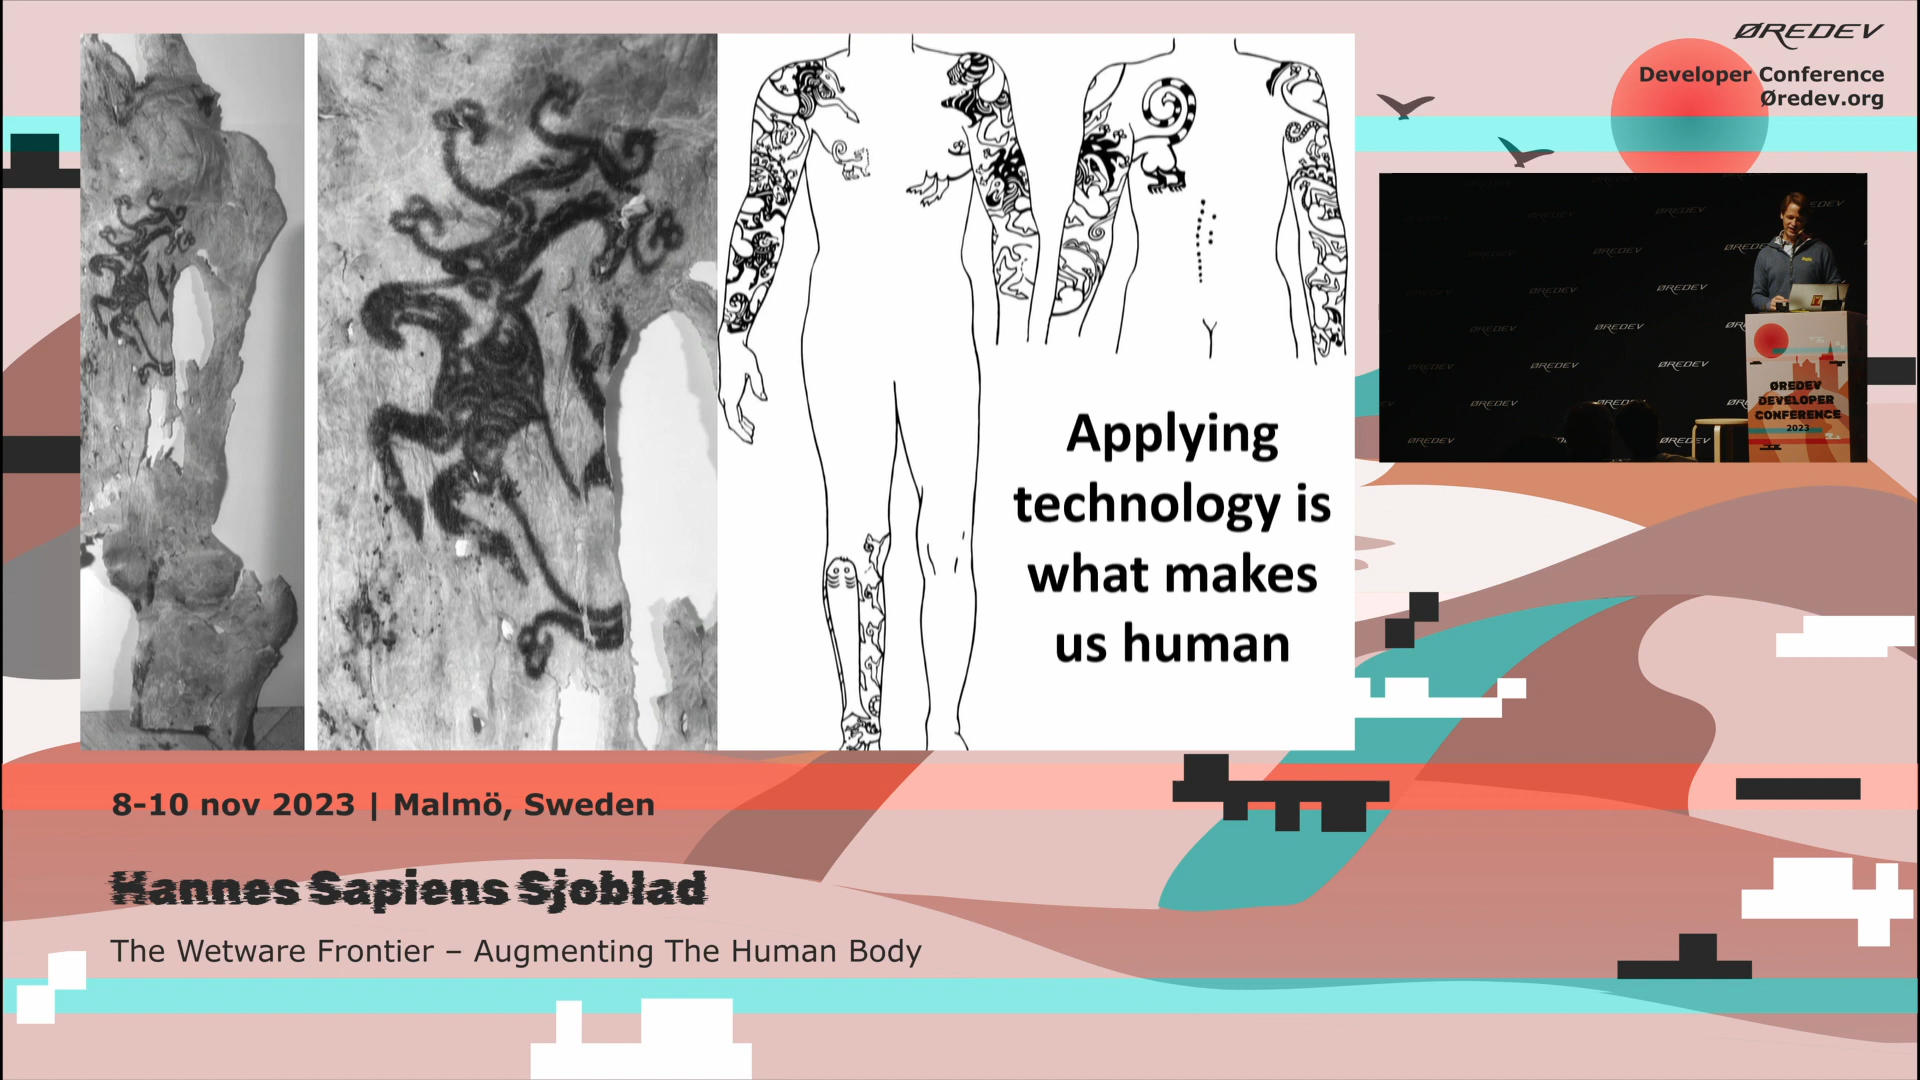 ØREDEV
Developer Conference
Øredev.org
Applying
technology is
what makes
us human
ØREDEV
DEVELOPER
CONFERENCE
2023
8-10 nov 2023 | Malmö, Sweden
Hannes Sapiens Sjoblad
The Wetware Frontier – Augmenting The Human Body